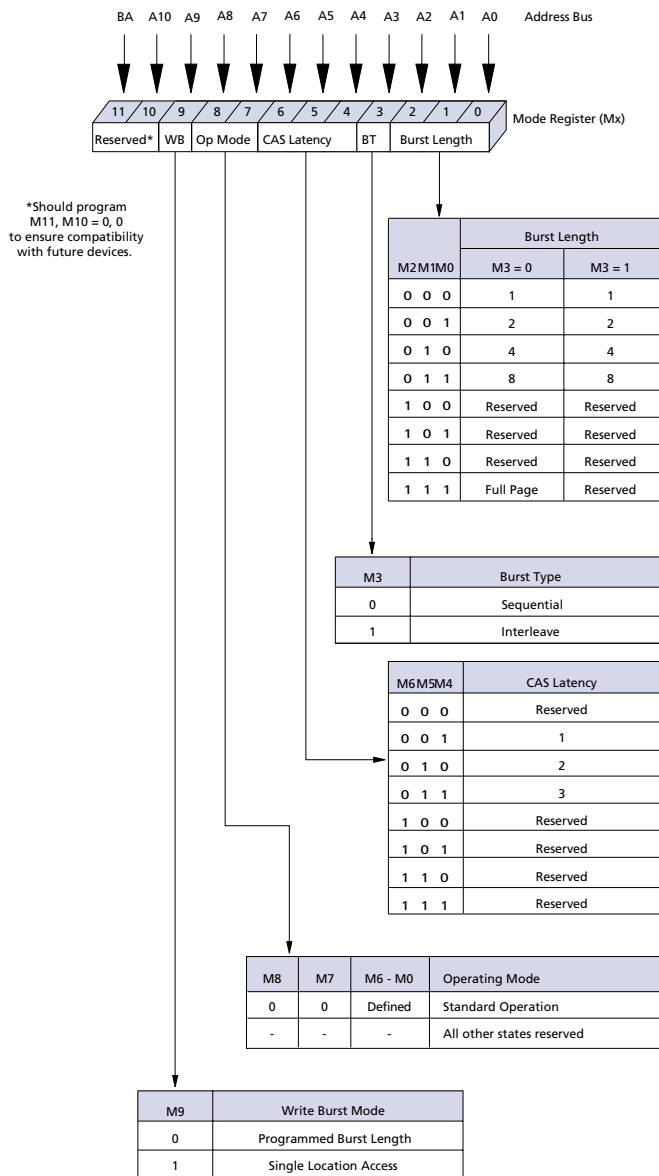 BA A10 A9 A8 A7 A6 A5 A4 A3 A2 A1 A0 Address Bus
11 10 9 8 7 6 5 4 3 2 1 0 Mode Register (Mx)
Reserved* WB Op Mode CAS Latency BT Burst Length
*Should program
M11, M10 = 0, 0
to ensure compatibility
with future devices.
Burst Length
M2M1M0 M3 = 0 M3 = 1
0 0 0 1 1
0 0 1 2 2
0 1 0 4 4
0 1 1 8 8
1 0 0 Reserved Reserved
1 0 1 Reserved Reserved
1 1 0 Reserved Reserved
1 1 1 Full Page Reserved
M3 Burst Type
0 Sequential
1 Interleave
M6M5M4 CAS Latency
0 0 0 Reserved
0 0 1 1
0 1 0 2
0 1 1 3
1 0 0 Reserved
1 0 1 Reserved
1 1 0 Reserved
1 1 1 Reserved
M8 M7 M6 - M0 Operating Mode
0 0 Defined Standard Operation
- - - All other states reserved
M9 Write Burst Mode
0 Programmed Burst Length
1 Single Location Access